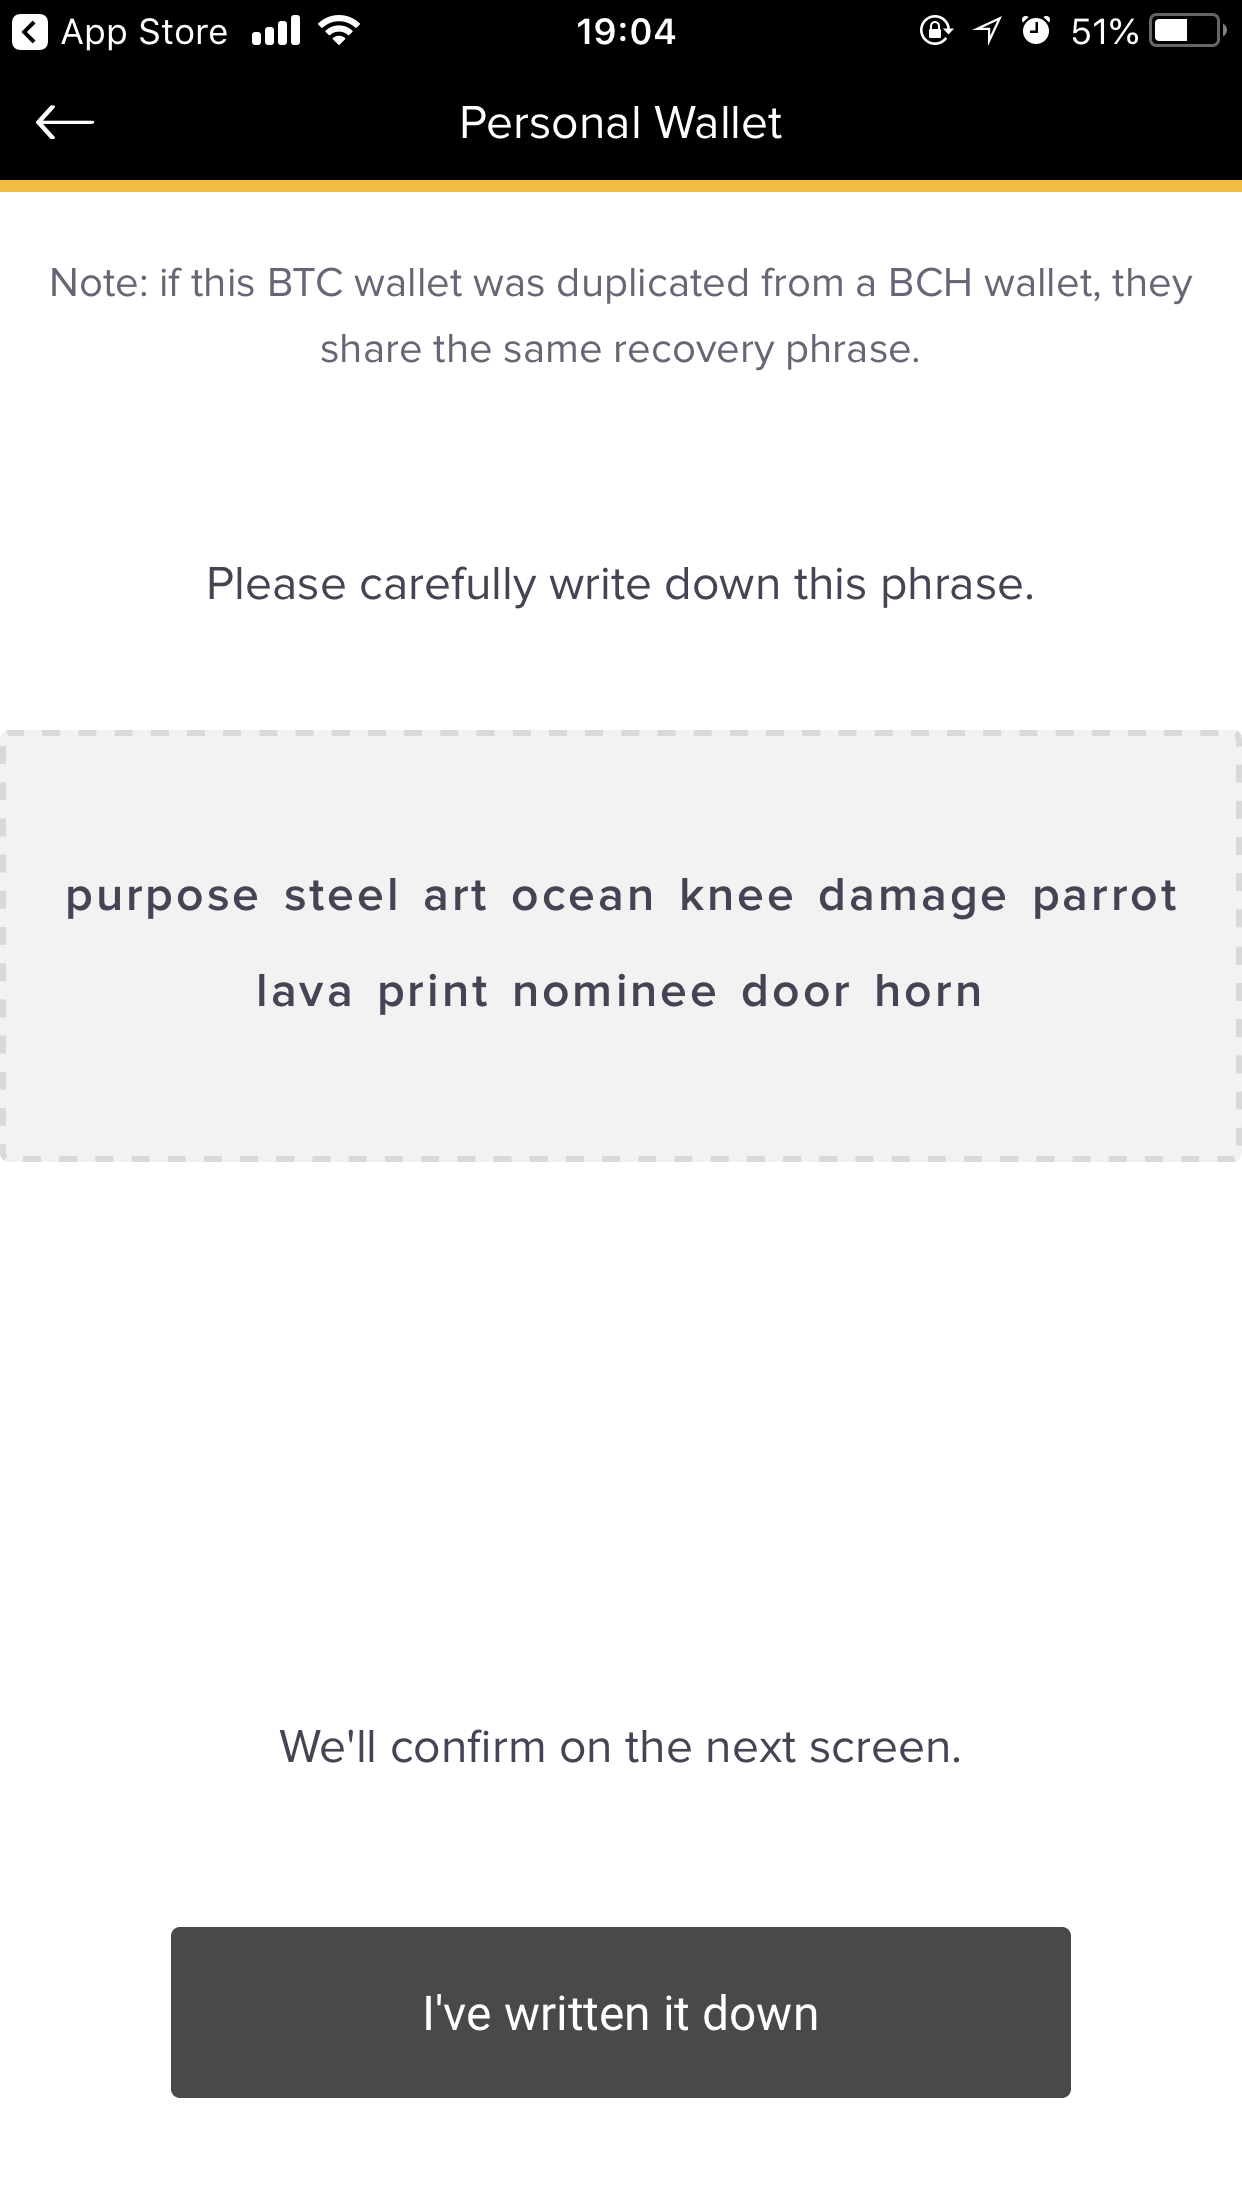 App Store 19:04 51%
Personal Wallet
Note: if this BTC wallet was duplicated from a BCH wallet, they
share the same recovery phrase.
Please carefully write down this phrase.
purpose steel art ocean knee damage parrot
lava print nominee door horn
We'll confirm on the next screen.
I've written it down